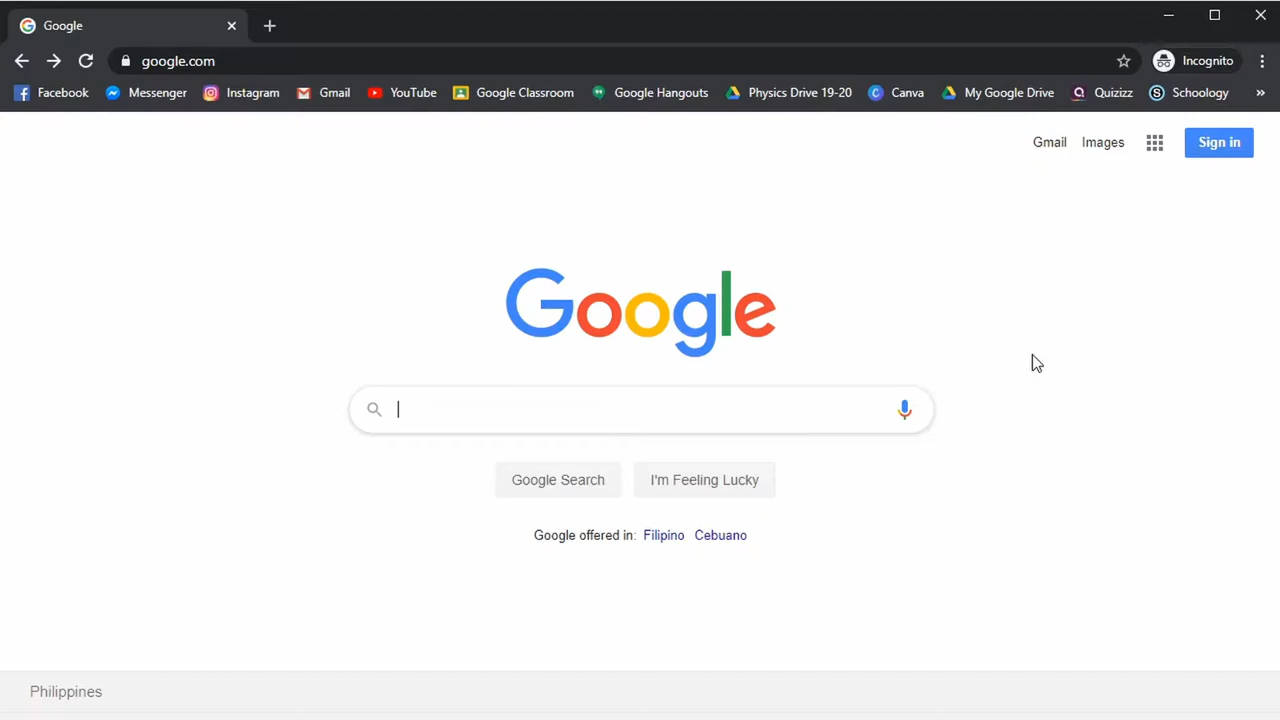 Google
google.com
Incognito
Facebook Messenger Instagram Gmail YouTube Google Classroom Google Hangouts Physics Drive 19-20 Canva My Google Drive Quizizz Schoology »
Gmail Images Sign in
Google
Google Search I'm Feeling Lucky
Google offered in: Filipino Cebuano
Philippines